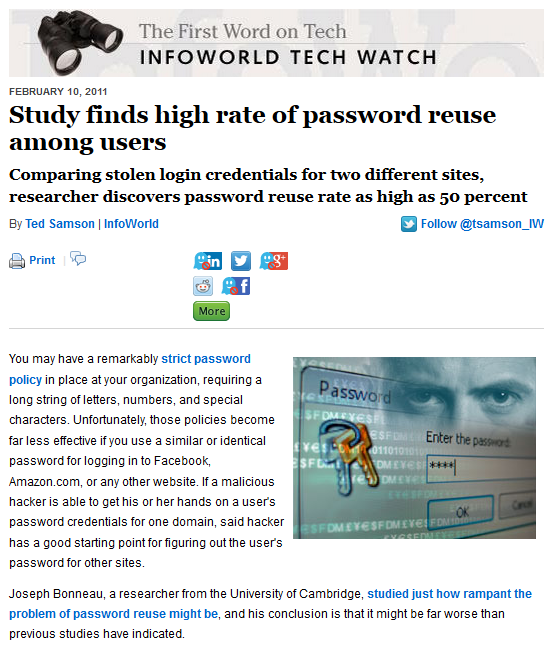 The First Word on Tech
INFOWORLD TECH WATCH
FEBRUARY 10, 2011
Study finds high rate of password reuse
among users
Comparing stolen login credentials for two different sites,
researcher discovers password reuse rate as high as 50 percent
By Ted Samson | InfoWorld
Follow @tsamson_IW
Print
in
g+
f
More
You may have a remarkably strict password
policy in place at your organization, requiring a
long string of letters, numbers, and special
characters. Unfortunately, those policies become
far less effective if you use a similar or identical
password for logging in to Facebook,
Amazon.com, or any other website. If a malicious
hacker is able to get his or her hands on a user's
password credentials for one domain, said hacker
has a good starting point for figuring out the user's
password for other sites.
Password
Enter the password:
****
OK
Cancel
Joseph Bonneau, a researcher from the University of Cambridge, studied just how rampant the
problem of password reuse might be, and his conclusion is that it might be far worse than
previous studies have indicated.